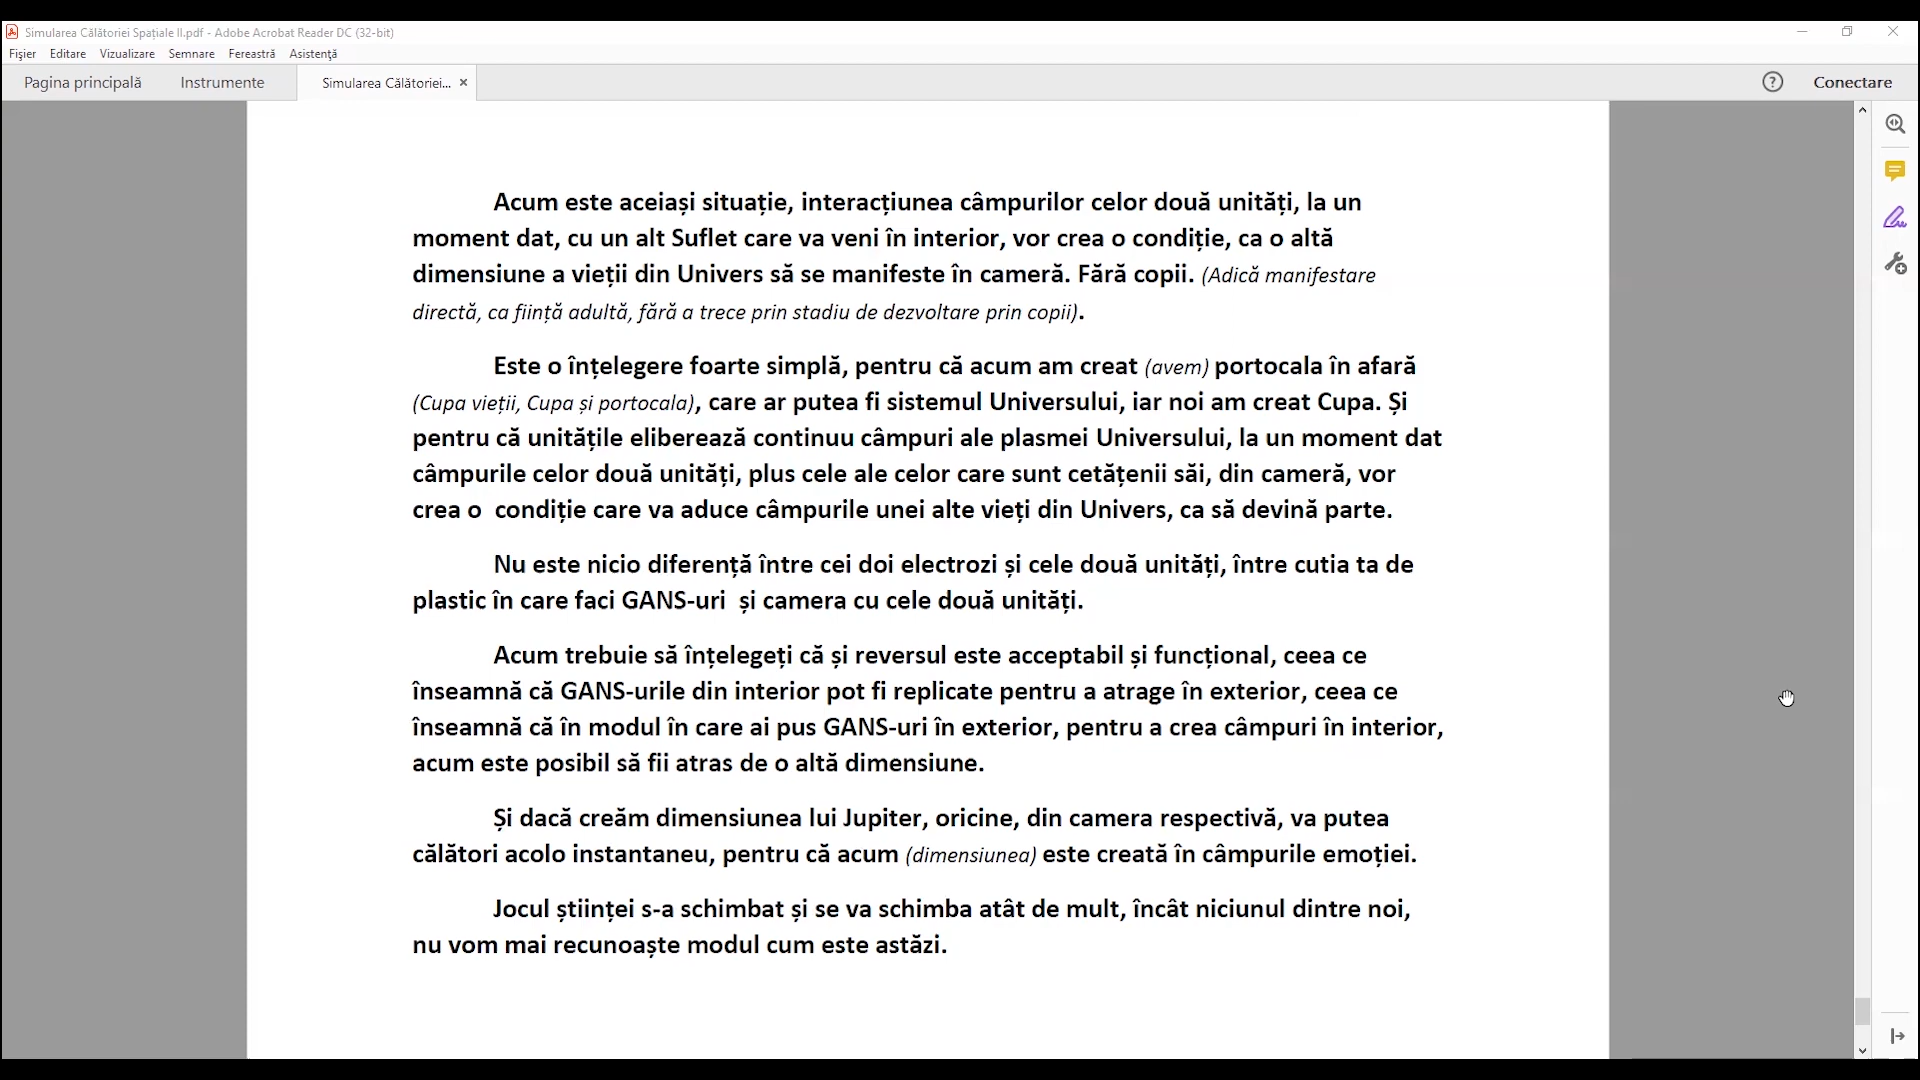 Simularea Călătoriei Spațiale II.pdf - Adobe Acrobat Reader DC (32-bit)
Fişier Editare Vizualizare Semnare Fereastră Asistenţă
Pagina principală Instrumente Simularea Călătoriei... × ? Conectare
Acum este aceiași situație, interacțiunea câmpurilor celor două unități, la un
moment dat, cu un alt Suflet care va veni în interior, vor crea o condiție, ca o altă
dimensiune a vieții din Univers să se manifeste în cameră. Fără copii. (Adică manifestare
directă, ca ființă adultă, fără a trece prin stadiu de dezvoltare prin copii).
Este o înțelegere foarte simplă, pentru că acum am creat (avem) portocala în afară
(Cupa vieții, Cupa și portocala), care ar putea fi sistemul Universului, iar noi am creat Cupa. Și
pentru că unitățile eliberează continuu câmpuri ale plasmei Universului, la un moment dat
câmpurile celor două unități, plus cele ale celor care sunt cetățenii săi, din cameră, vor
crea o condiție care va aduce câmpurile unei alte vieți din Univers, ca să devină parte.
Nu este nicio diferență între cei doi electrozi și cele două unități, între cutia ta de
plastic în care faci GANS-uri și camera cu cele două unități.
Acum trebuie să înțelegeți că și reversul este acceptabil și funcțional, ceea ce
înseamnă că GANS-urile din interior pot fi replicate pentru a atrage în exterior, ceea ce
înseamnă că în modul în care ai pus GANS-uri în exterior, pentru a crea câmpuri în interior,
acum este posibil să fii atras de o altă dimensiune.
Și dacă creăm dimensiunea lui Jupiter, oricine, din camera respectivă, va putea
călători acolo instantaneu, pentru că acum (dimensiunea) este creată în câmpurile emoției.
Jocul științei s-a schimbat și se va schimba atât de mult, încât niciunul dintre noi,
nu vom mai recunoaște modul cum este astăzi.